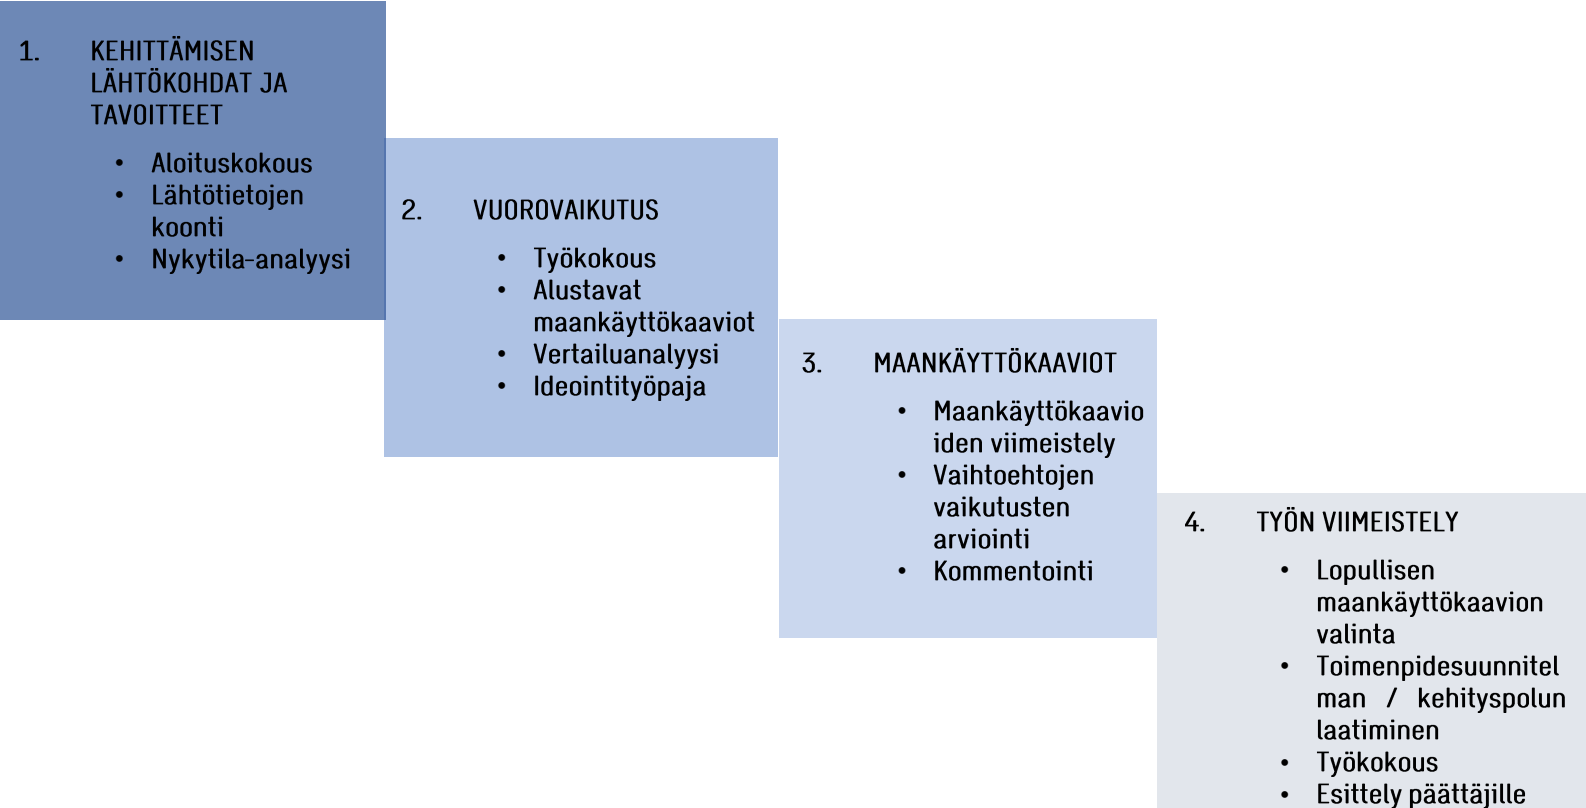 1. KEHITTÄMISEN
LÄHTÖKOHDAT JA
TAVOITTEET
• Aloituskokous
• Lähtötietojen
koonti
• Nykytila-analyysi
2. VUOROVAIKUTUS
• Työkokous
• Alustavat
maankäyttökaaviot
• Vertailuanalyysi
• Ideointityöpaja
3. MAANKÄYTTÖKAAVIOT
• Maankäyttökaavio
iden viimeistely
• Vaihtoehtojen
vaikutusten
arviointi
• Kommentointi
4. TYÖN VIIMEISTELY
• Lopullisen
maankäyttökaavion
valinta
• Toimenpidesuunnitel
man / kehityspolun
laatiminen
• Työkokous
• Esittely päättäjille